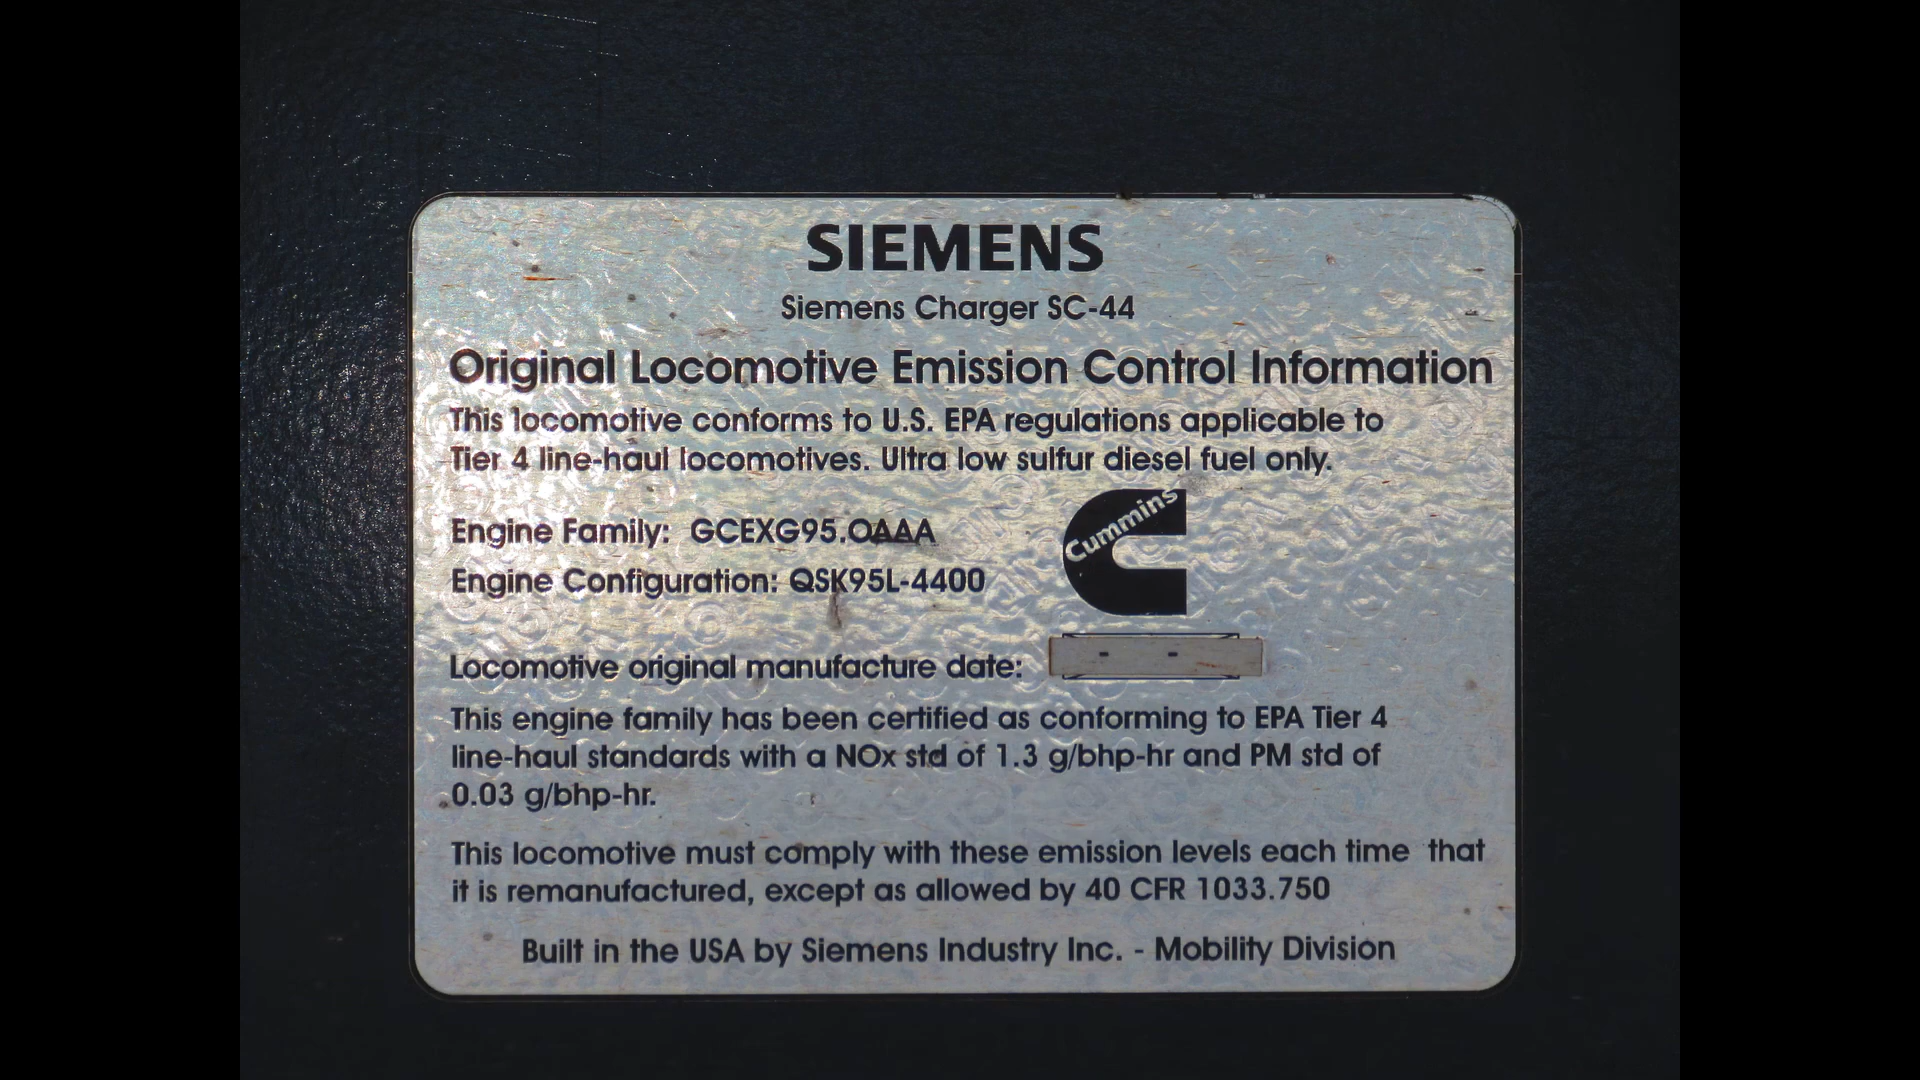 SIEMENS
Siemens Charger SC-44
Original Locomotive Emission Control Information
This locomotive conforms to U.S. EPA regulations applicable to
Tier 4 line-haul locomotives. Ultra low sulfur diesel fuel only.
Cummins
Engine Family: GCEXG95.OAAA
Engine Configuration: QSK95L-4400
Locomotive original manufacture date: - -
This engine family has been certified as conforming to EPA Tier 4
line-haul standards with a NOx std of 1.3 g/bhp-hr and PM std of
0.03 g/bhp-hr.
This locomotive must comply with these emission levels each time that
it is remanufactured, except as allowed by 40 CFR 1033.750
Built in the USA by Siemens Industry Inc. - Mobility Division